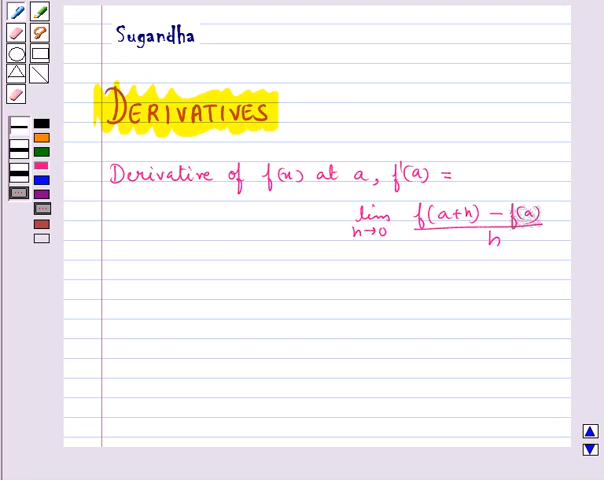 Sugandha
DERIVATIVES
Derivative of f(x) at a, f'(a) =
lim h→0 f(a+h) - f(a) / h